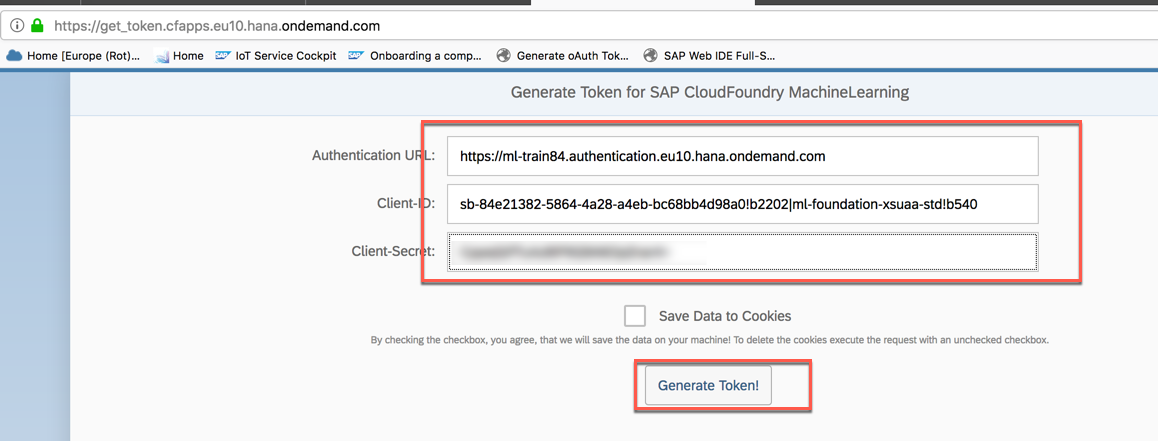 https://get_token.cfapps.eu10.hana.ondemand.com
Home [Europe (Rot)... Home IoT Service Cockpit Onboarding a comp... Generate oAuth Tok... SAP Web IDE Full-S...
Generate Token for SAP CloudFoundry MachineLearning
Authentication URL: https://ml-train84.authentication.eu10.hana.ondemand.com
Client-ID: sb-84e21382-5864-4a28-a4eb-bc68bb4d98a0!b2202|ml-foundation-xsuaa-std!b540
Client-Secret:
Save Data to Cookies
By checking the checkbox, you agree, that we will save the data on your machine! To delete the cookies execute the request with an unchecked checkbox.
Generate Token!